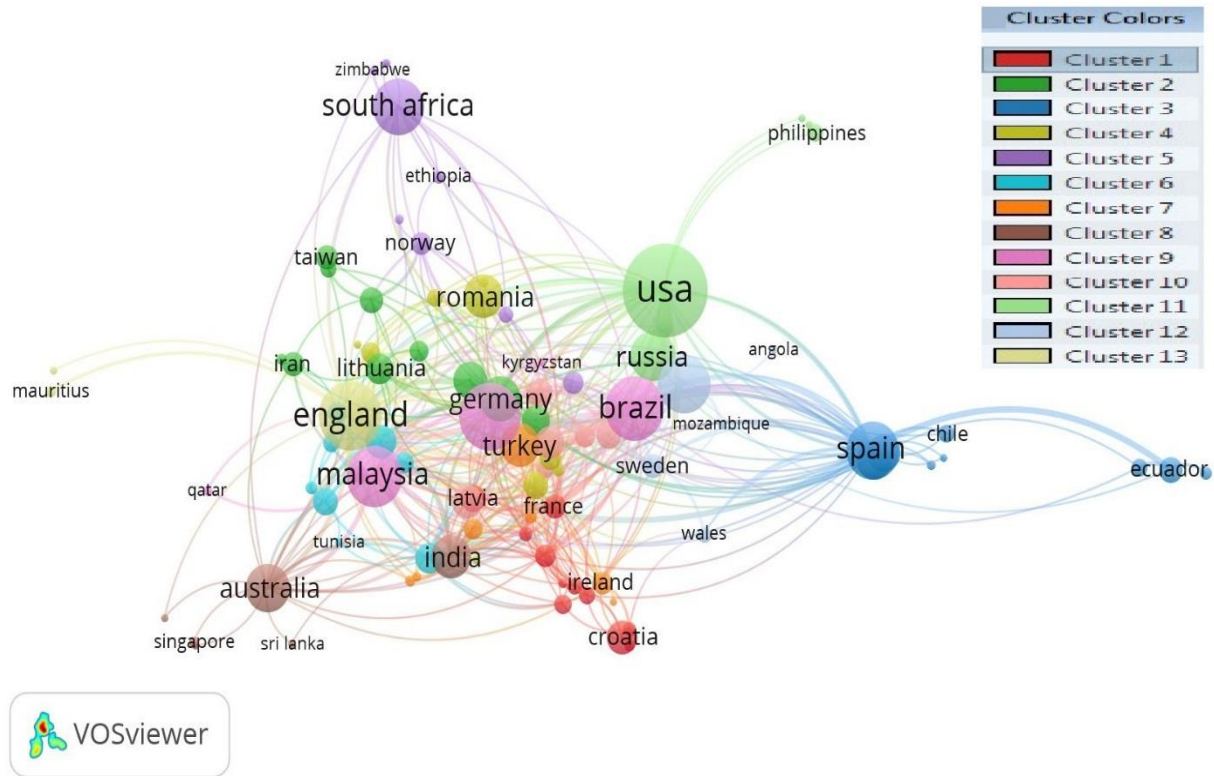 Cluster Colors
Cluster 1
Cluster 2
Cluster 3
Cluster 4
Cluster 5
Cluster 6
Cluster 7
Cluster 8
Cluster 9
Cluster 10
Cluster 11
Cluster 12
Cluster 13
zimbabwe
south africa
philippines
ethiopia
norway
taiwan
romania
usa
iran
lithuania
kyrgyzstan
russia
angola
mauritius
england
germany
brazil
mozambique
turkey
spain
chile
malaysia
sweden
ecuador
qatar
latvia
france
tunisia
wales
india
australia
ireland
singapore
sri lanka
croatia
VOSviewer